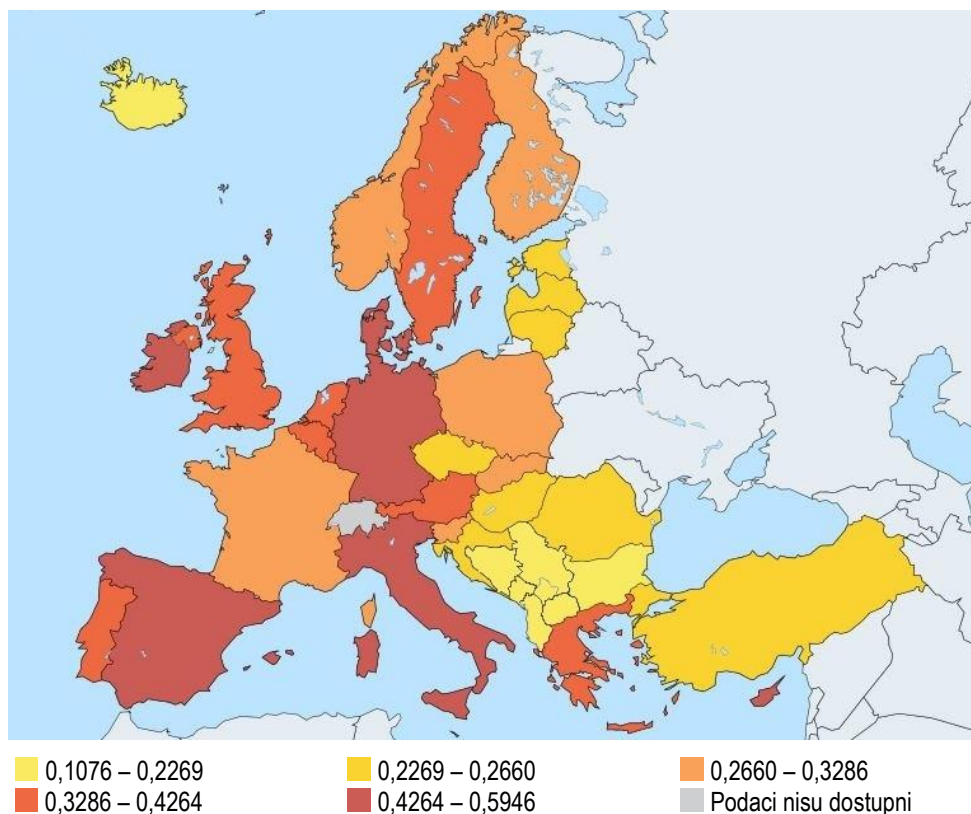 0,1076 – 0,2269
0,2269 – 0,2660
0,2660 – 0,3286
0,3286 – 0,4264
0,4264 – 0,5946
Podaci nisu dostupni